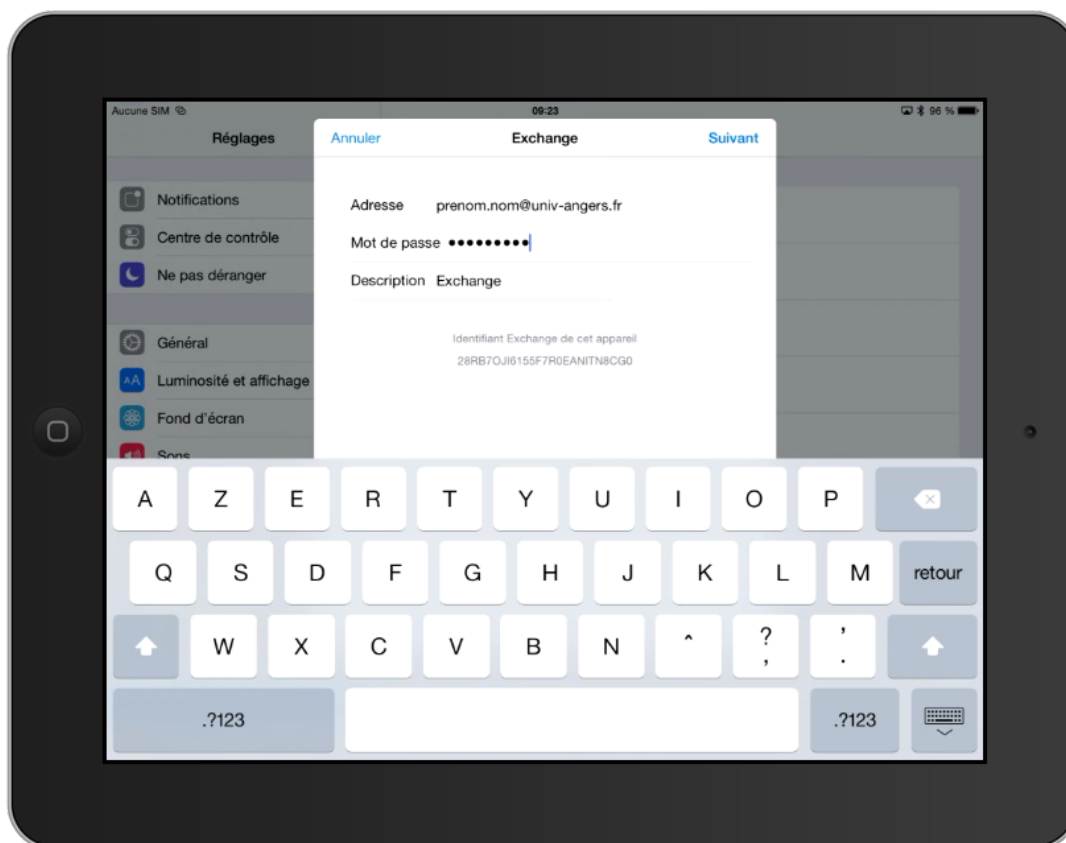 Aucune SIM
09:23
96 %
Réglages
Annuler
Exchange
Suivant
Notifications
Centre de contrôle
Ne pas déranger
Général
Luminosité et affichage
Fond d'écran
Sons
Adresse prenom.nom@univ-angers.fr
Mot de passe •••••••••
Description Exchange
Identifiant Exchange de cet appareil
28RB7OJI6155F7R0EANITN8CG0
A Z E R T Y U I O P
Q S D F G H J K L M retour
W X C V B N ^ ? , ' .
.?123 .?123